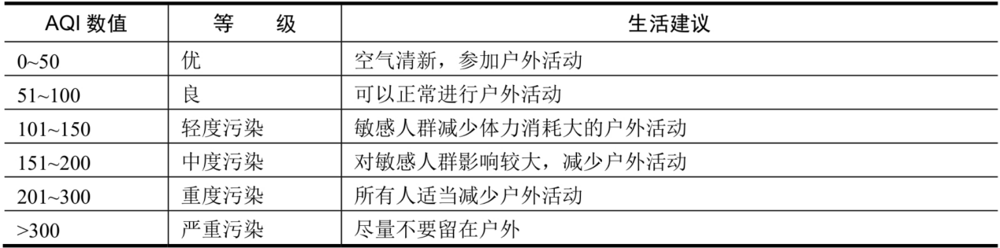 AQI 数值 等 级 生活建议
0~50 优 空气清新，参加户外活动
51~100 良 可以正常进行户外活动
101~150 轻度污染 敏感人群减少体力消耗大的户外活动
151~200 中度污染 对敏感人群影响较大，减少户外活动
201~300 重度污染 所有人适当减少户外活动
>300 严重污染 尽量不要留在户外